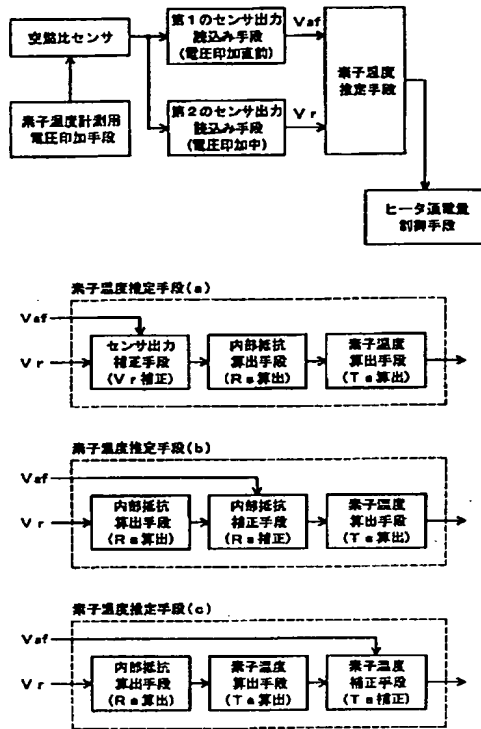 空燃比センサ
第1のセンサ出力
読込み手段
(電圧印加直前)
Vaf
素子温度
推定手段
素子温度計測用
電圧印加手段
第2のセンサ出力
読込み手段
(電圧印加中)
Vr
ヒータ通電量
制御手段
素子温度推定手段(a)
Vaf
Vr
センサ出力
補正手段
(Vr補正)
内部抵抗
算出手段
(Rs算出)
素子温度
算出手段
(Te算出)
素子温度推定手段(b)
Vaf
Vr
内部抵抗
算出手段
(Rs算出)
内部抵抗
補正手段
(Rs補正)
素子温度
算出手段
(Te算出)
素子温度推定手段(c)
Vaf
Vr
内部抵抗
算出手段
(Rs算出)
素子温度
算出手段
(Te算出)
素子温度
補正手段
(Te補正)